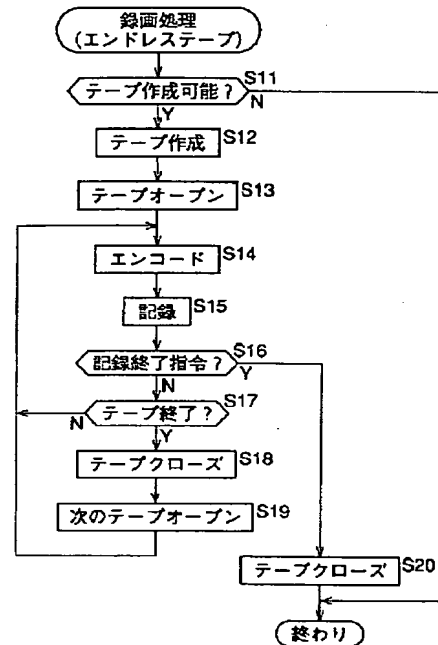 録画処理
(エンドレステープ)
S11
テープ作成可能?
N
Y
S12
テープ作成
S13
テープオープン
S14
エンコード
S15
記録
S16
記録終了指令?
Y
N
S17
テープ終了?
N
Y
S18
テープクローズ
S19
次のテープオープン
S20
テープクローズ
終わり